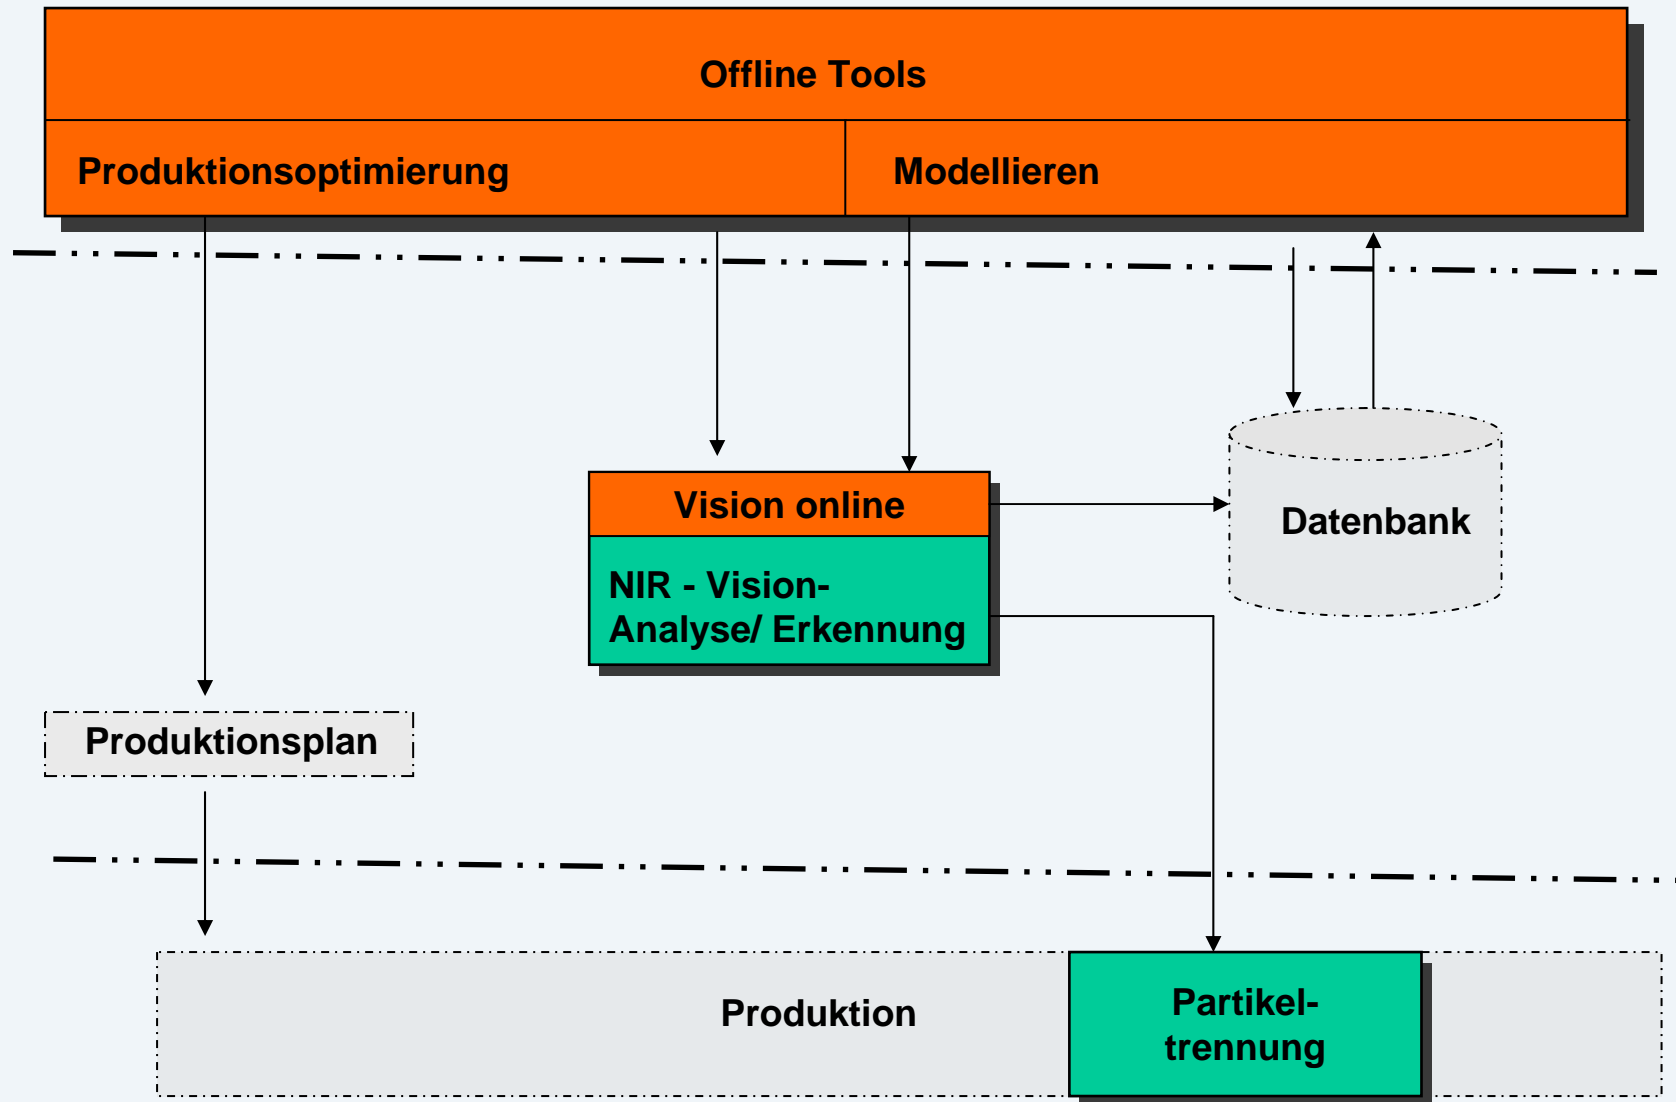 Offline Tools
Produktionsoptimierung
Modellieren
Vision online
NIR - Vision-
Analyse/ Erkennung
Datenbank
Produktionsplan
Produktion
Partikel-
trennung